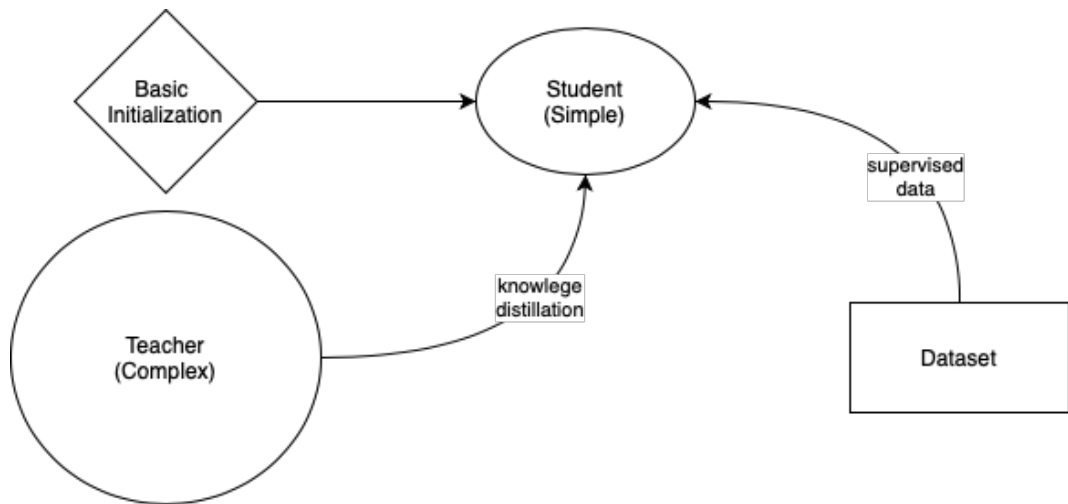 Basic
Initialization
Student
(Simple)
supervised
data
knowlege
distillation
Teacher
(Complex)
Dataset